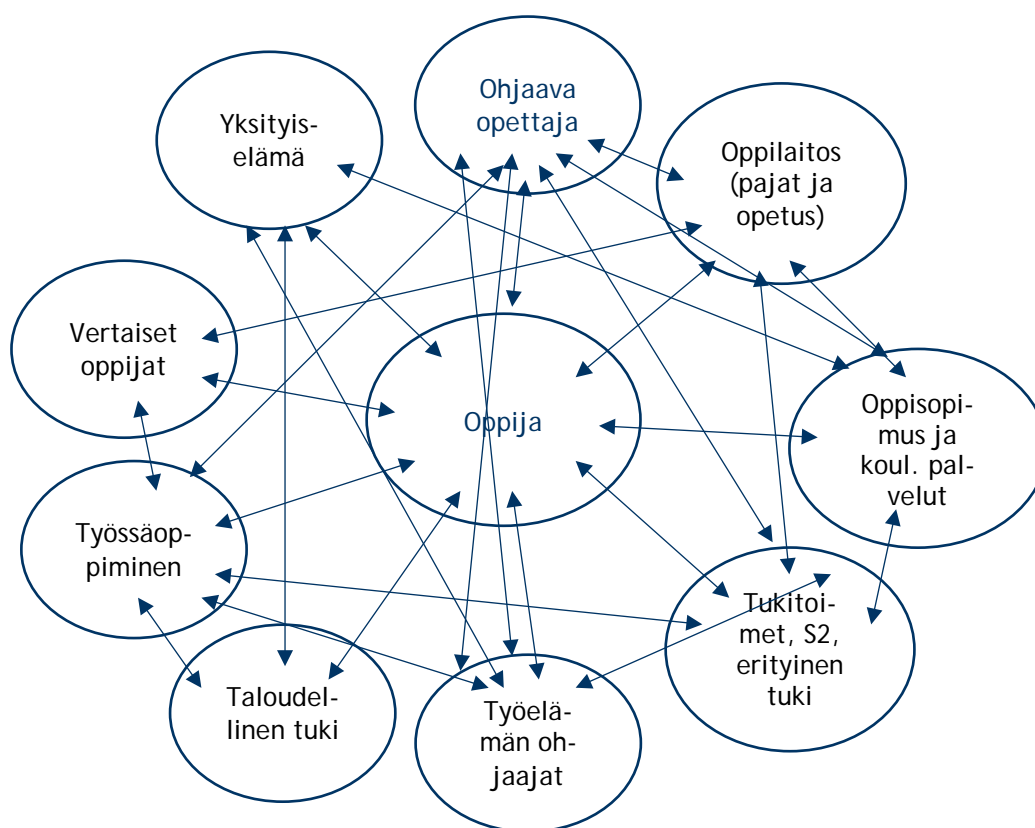 Ohjaava
opettaja
Yksityis-
elämä
Oppilaitos
(pajat ja
opetus)
Vertaiset
oppijat
Oppija
Oppisopi-
mus ja
koul. pal-
velut
Työssäop-
piminen
Tukitoi-
met, S2,
erityinen
tuki
Taloudel-
linen tuki
Työelä-
män oh-
jaajat